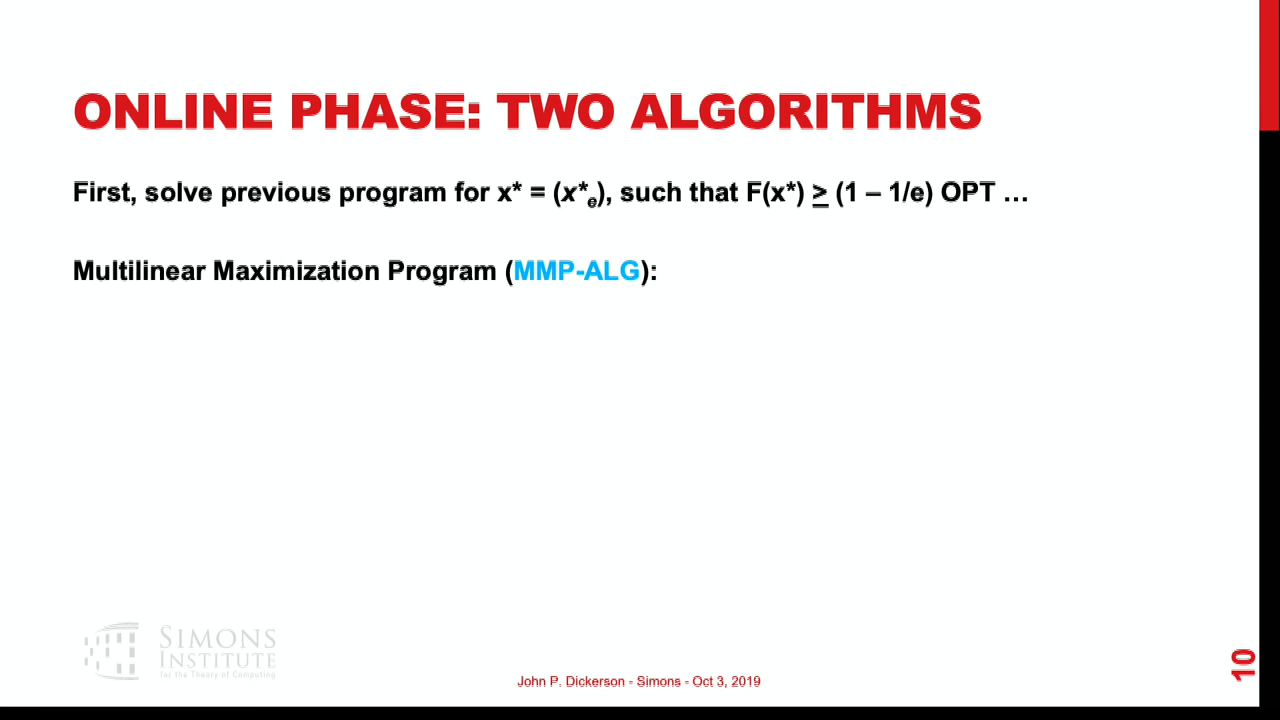 ONLINE PHASE: TWO ALGORITHMS
First, solve previous program for x* = (x*e), such that F(x*) ≥ (1 – 1/e) OPT …
Multilinear Maximization Program (MMP-ALG):
SIMONS
INSTITUTE
for the Theory of Computing
John P. Dickerson - Simons - Oct 3, 2019
10